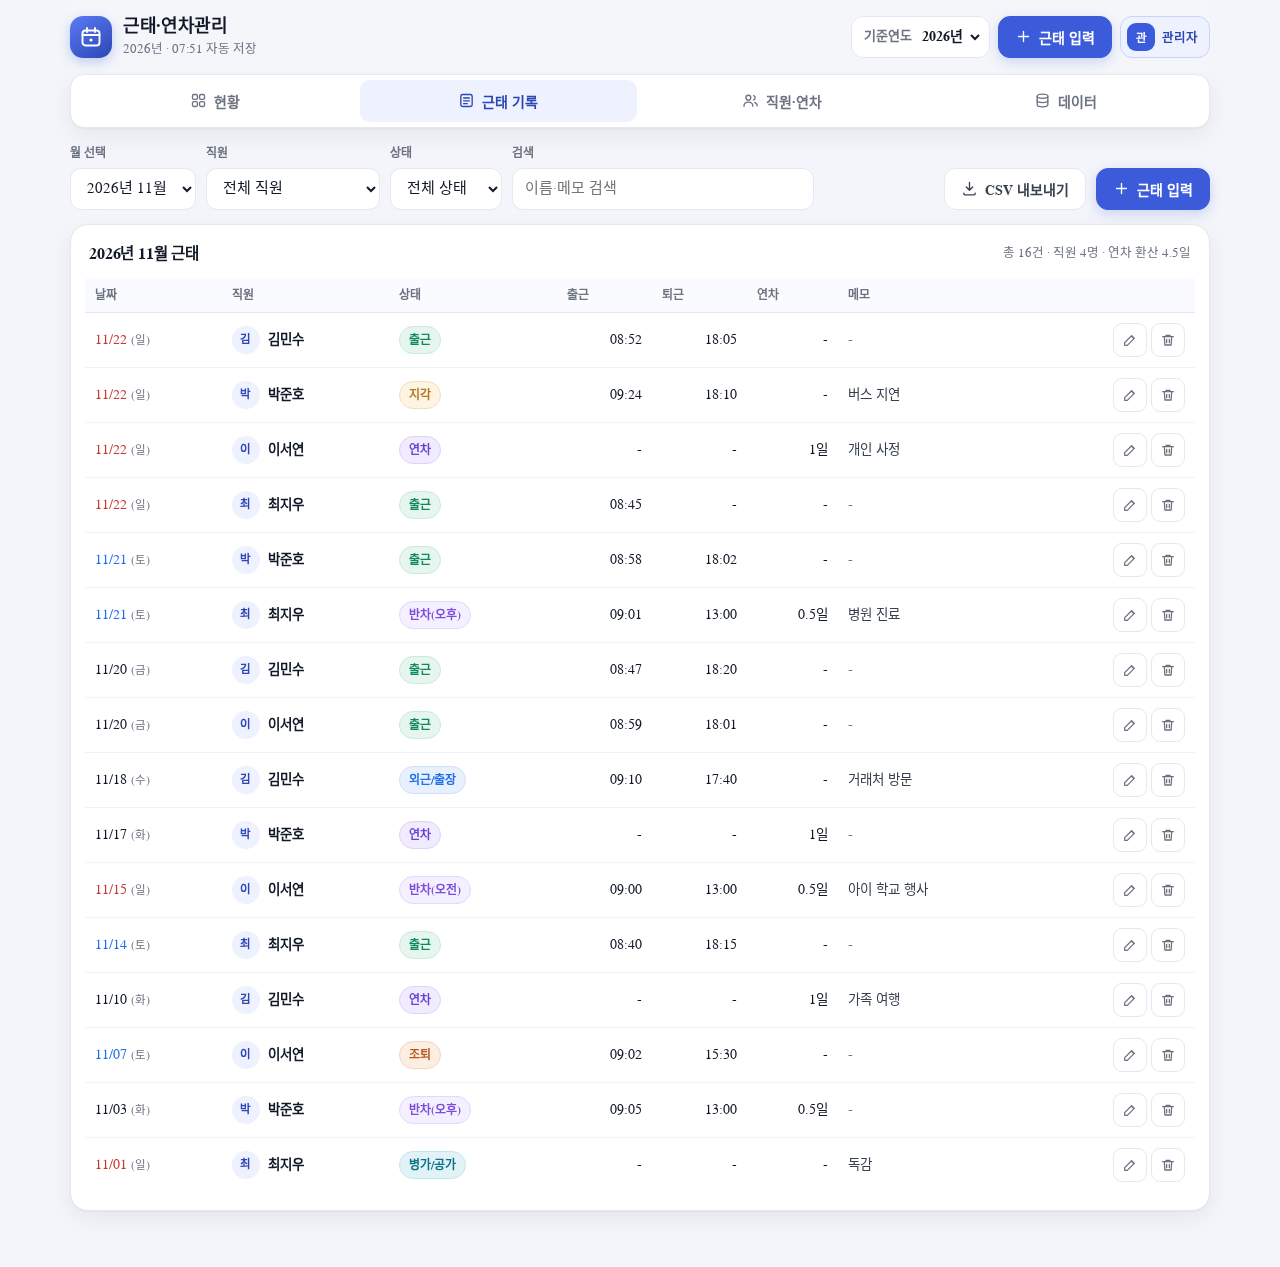 근태·연차관리
2026년 · 07:51 자동 저장
기준연도 2026년
근태 입력
관 관리자
현황
근태 기록
직원·연차
데이터
월 선택 직원 상태 검색
2026년 11월 전체 직원 전체 상태 이름·메모 검색 CSV 내보내기 근태 입력
2026년 11월 근태
총 16건 · 직원 4명 · 연차 환산 4.5일
날짜 직원 상태 출근 퇴근 연차 메모
11/22 (일) 김 김민수 출근 08:52 18:05 - -
11/22 (일) 박 박준호 지각 09:24 18:10 - 버스 지연
11/22 (일) 이 이서연 연차 - - 1일 개인 사정
11/22 (일) 최 최지우 출근 08:45 - - -
11/21 (토) 박 박준호 출근 08:58 18:02 - -
11/21 (토) 최 최지우 반차(오후) 09:01 13:00 0.5일 병원 진료
11/20 (금) 김 김민수 출근 08:47 18:20 - -
11/20 (금) 이 이서연 출근 08:59 18:01 - -
11/18 (수) 김 김민수 외근/출장 09:10 17:40 - 거래처 방문
11/17 (화) 박 박준호 연차 - - 1일 -
11/15 (일) 이 이서연 반차(오전) 09:00 13:00 0.5일 아이 학교 행사
11/14 (토) 최 최지우 출근 08:40 18:15 - -
11/10 (화) 김 김민수 연차 - - 1일 가족 여행
11/07 (토) 이 이서연 조퇴 09:02 15:30 - -
11/03 (화) 박 박준호 반차(오후) 09:05 13:00 0.5일 -
11/01 (일) 최 최지우 병가/공가 - - - 독감